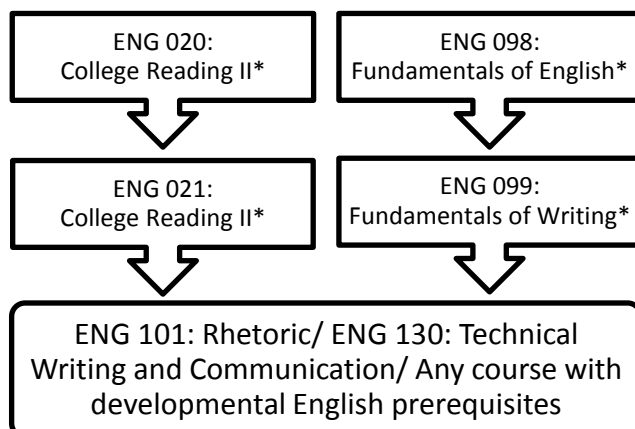 ENG 020:
College Reading II*
ENG 098:
Fundamentals of English*
ENG 021:
College Reading II*
ENG 099:
Fundamentals of Writing*
ENG 101: Rhetoric/ ENG 130: Technical
Writing and Communication/ Any course with
developmental English prerequisites